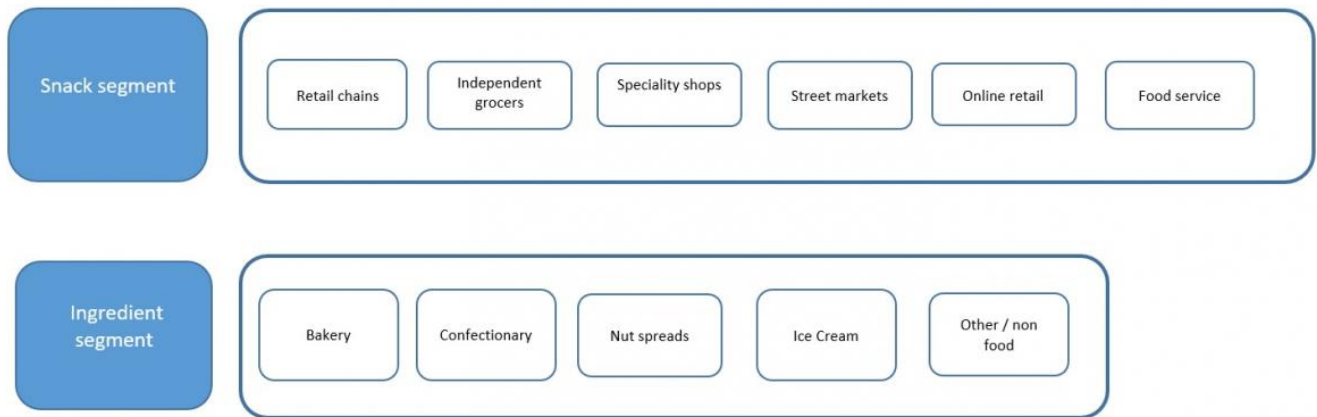 Snack segment
Retail chains
Independent
grocers
Speciality shops
Street markets
Online retail
Food service
Ingredient
segment
Bakery
Confectionary
Nut spreads
Ice Cream
Other / non
food